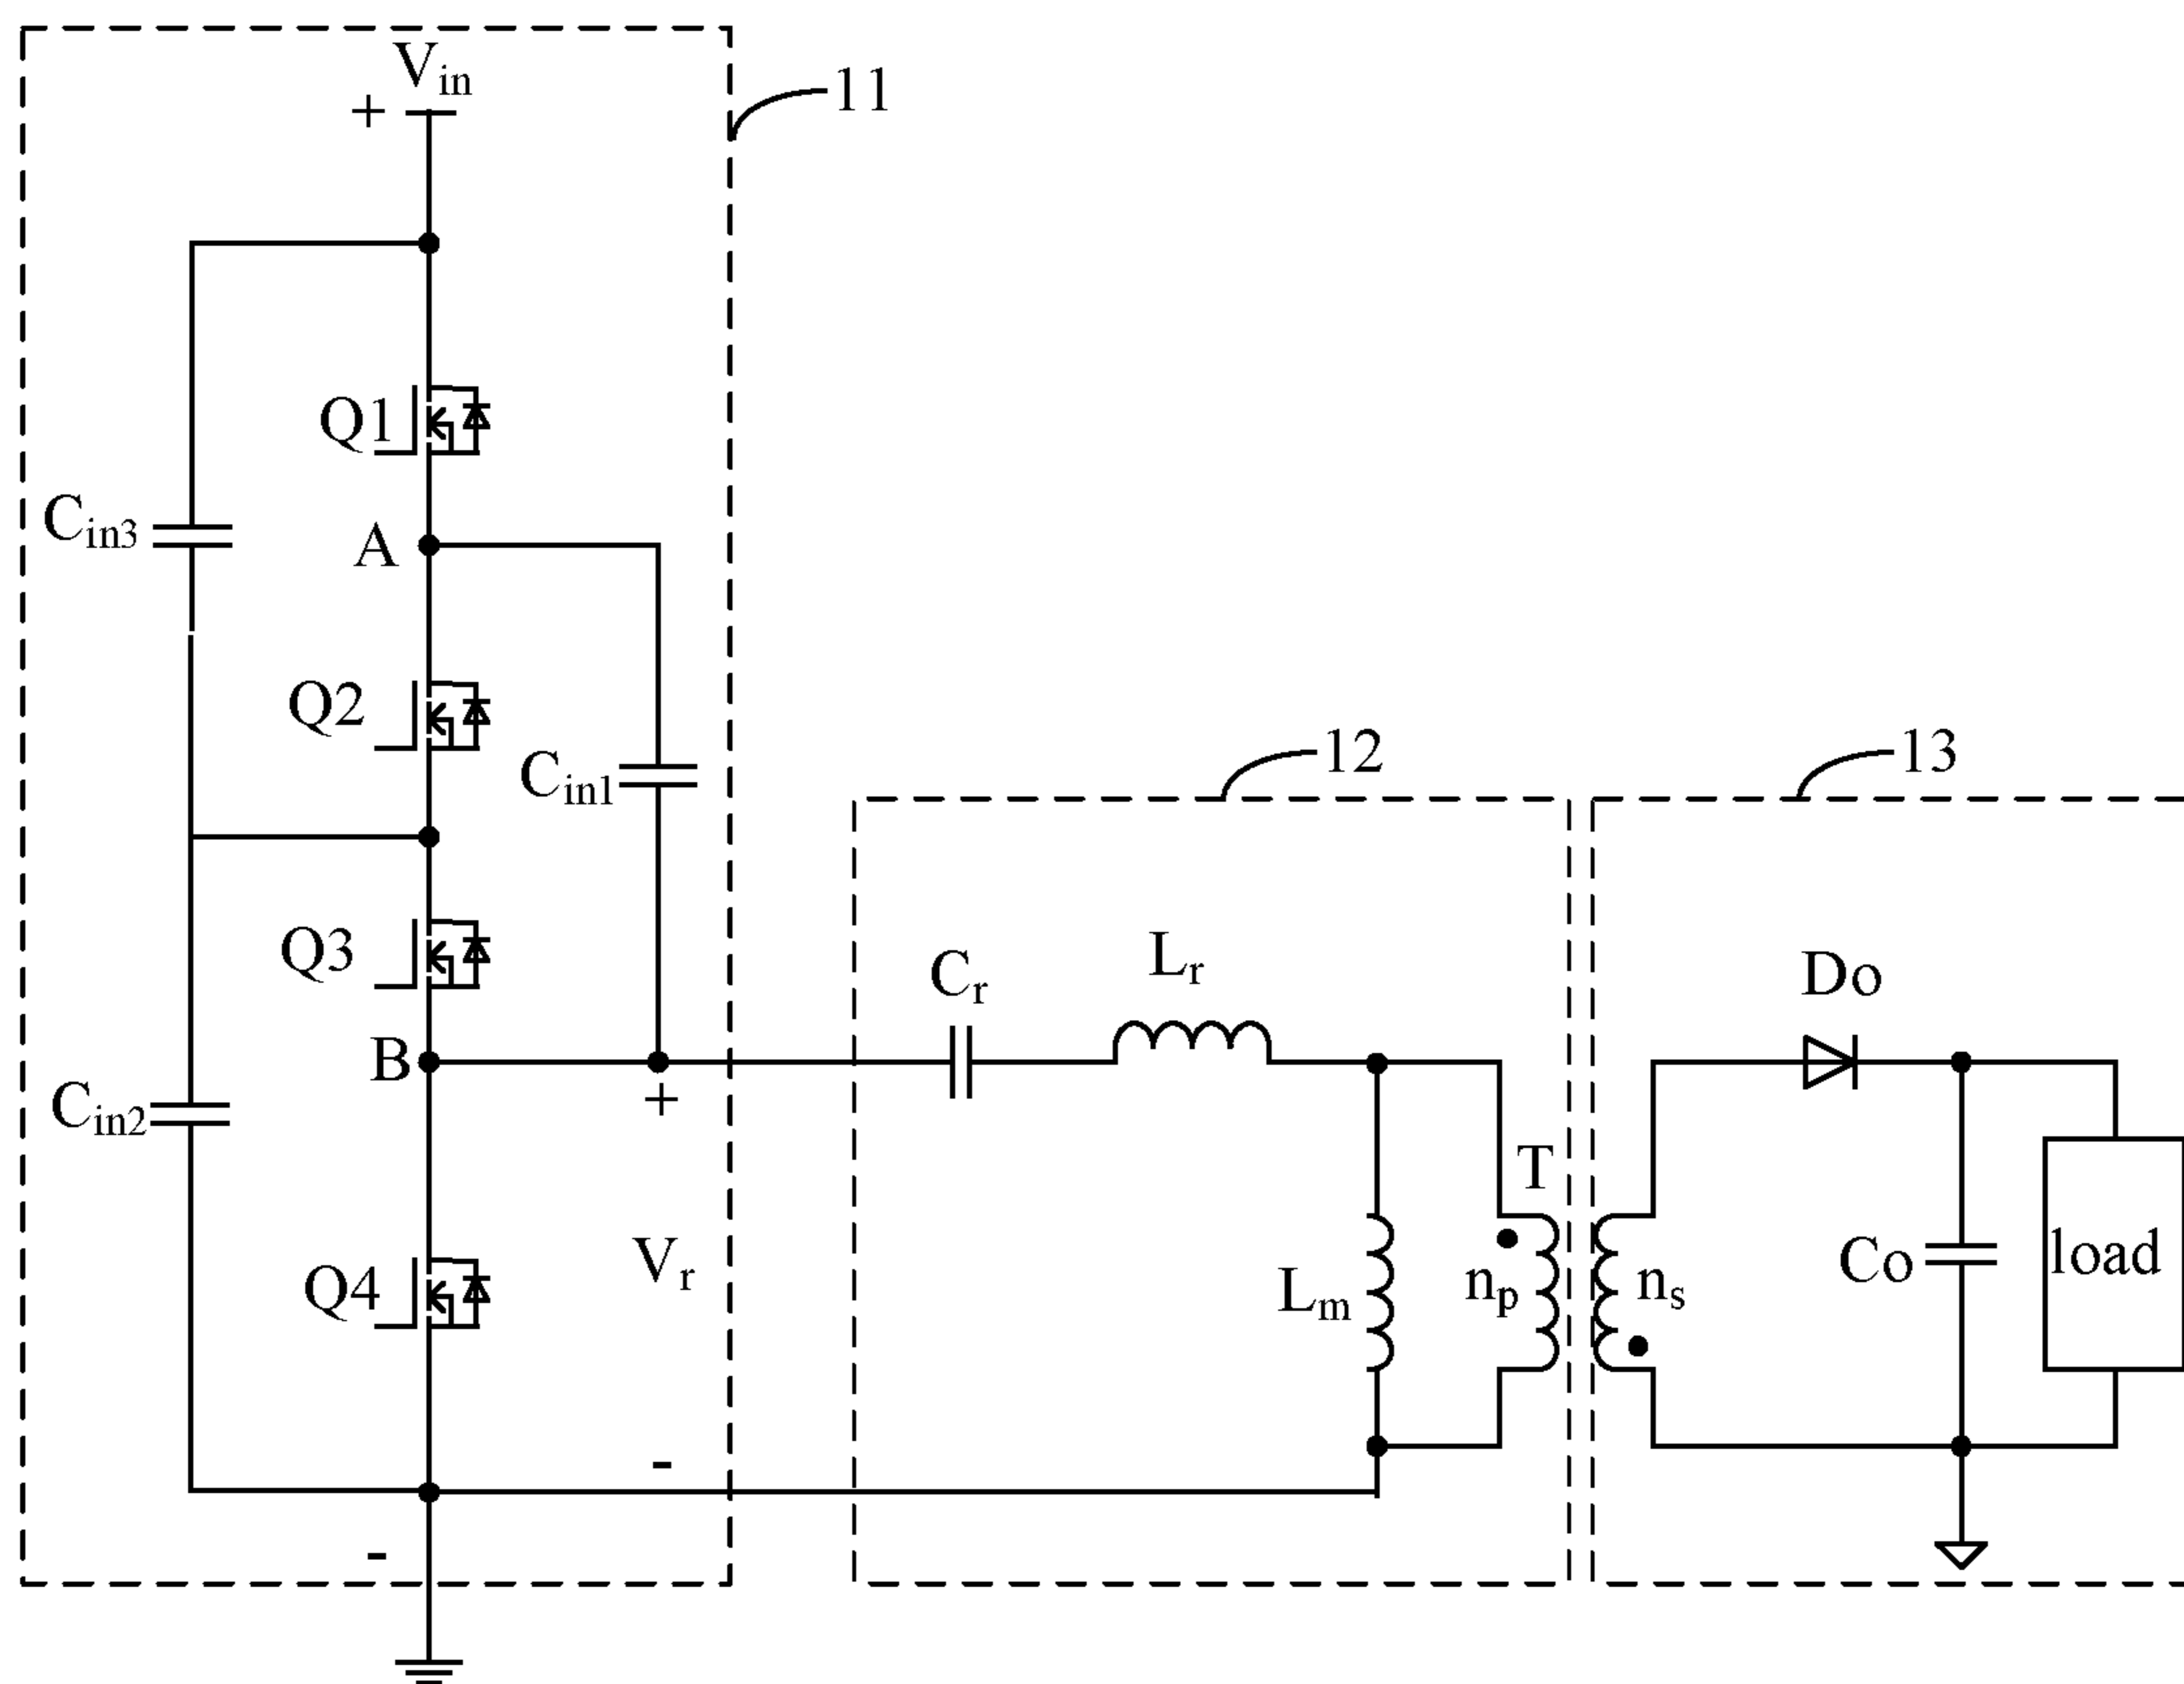 Vin
+
11
Q1
Cin3
A
Q2
Cin1
12
13
Q3
Cr
Lr
Do
B
+
Cin2
T
Vr
Q4
Lm
np
ns
Co
load
-
-